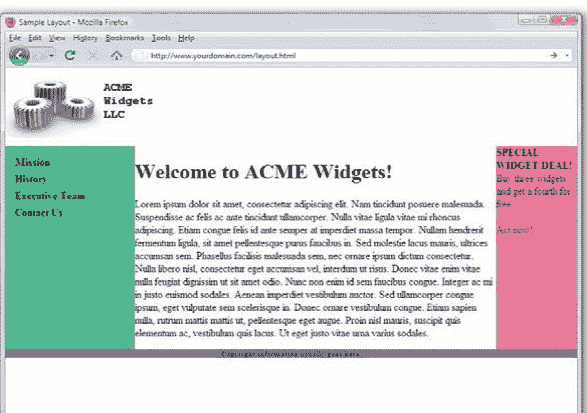 Sample Layout - Mozilla Firefox
File Edit View History Bookmarks Tools Help
http://www.yourdomain.com/layout.html
ACME
Widgets
LLC
Mission
History
Executive Team
Contact Us
Welcome to ACME Widgets!
Lorem ipsum dolor sit amet, consectetur adipiscing elit. Nam tincidunt posuere malesuada.
Suspendisse ac felis ac ante tincidunt ullamcorper. Nulla vitae ligula vitae mi rhoncus
adipiscing. Etiam congue felis id ante semper at imperdiet massa tempor. Nullam hendrerit
fermentum ligula, sit amet pellentesque purus faucibus in. Sed molestie lacus mauris, ultrices
accumsan sem. Phasellus facilisis malesuada sem, nec ornare ipsum dictum consectetur.
Nulla libero nisl, consectetur eget accumsan vel, interdum ut risus. Donec vitae enim vitae
nulla feugiat dignissim ut sit amet odio. Nunc non enim id sem faucibus congue. Integer ac mi
in justo euismod sodales. Aenean imperdiet vestibulum auctor. Sed ullamcorper congue
ipsum, eget vulputate sem scelerisque in. Donec ornare vestibulum congue. Etiam sapien
nulla, rutrum mattis mattis ut, pellentesque eget augue. Proin nisl mauris, suscipit quis
elementum ac, vestibulum quis lacus. Ut eget justo vitae urna varius sodales.
SPECIAL
WIDGET DEAL!
Buy three widgets
and get a fourth for
free
Act now!
Copyright information usually goes here